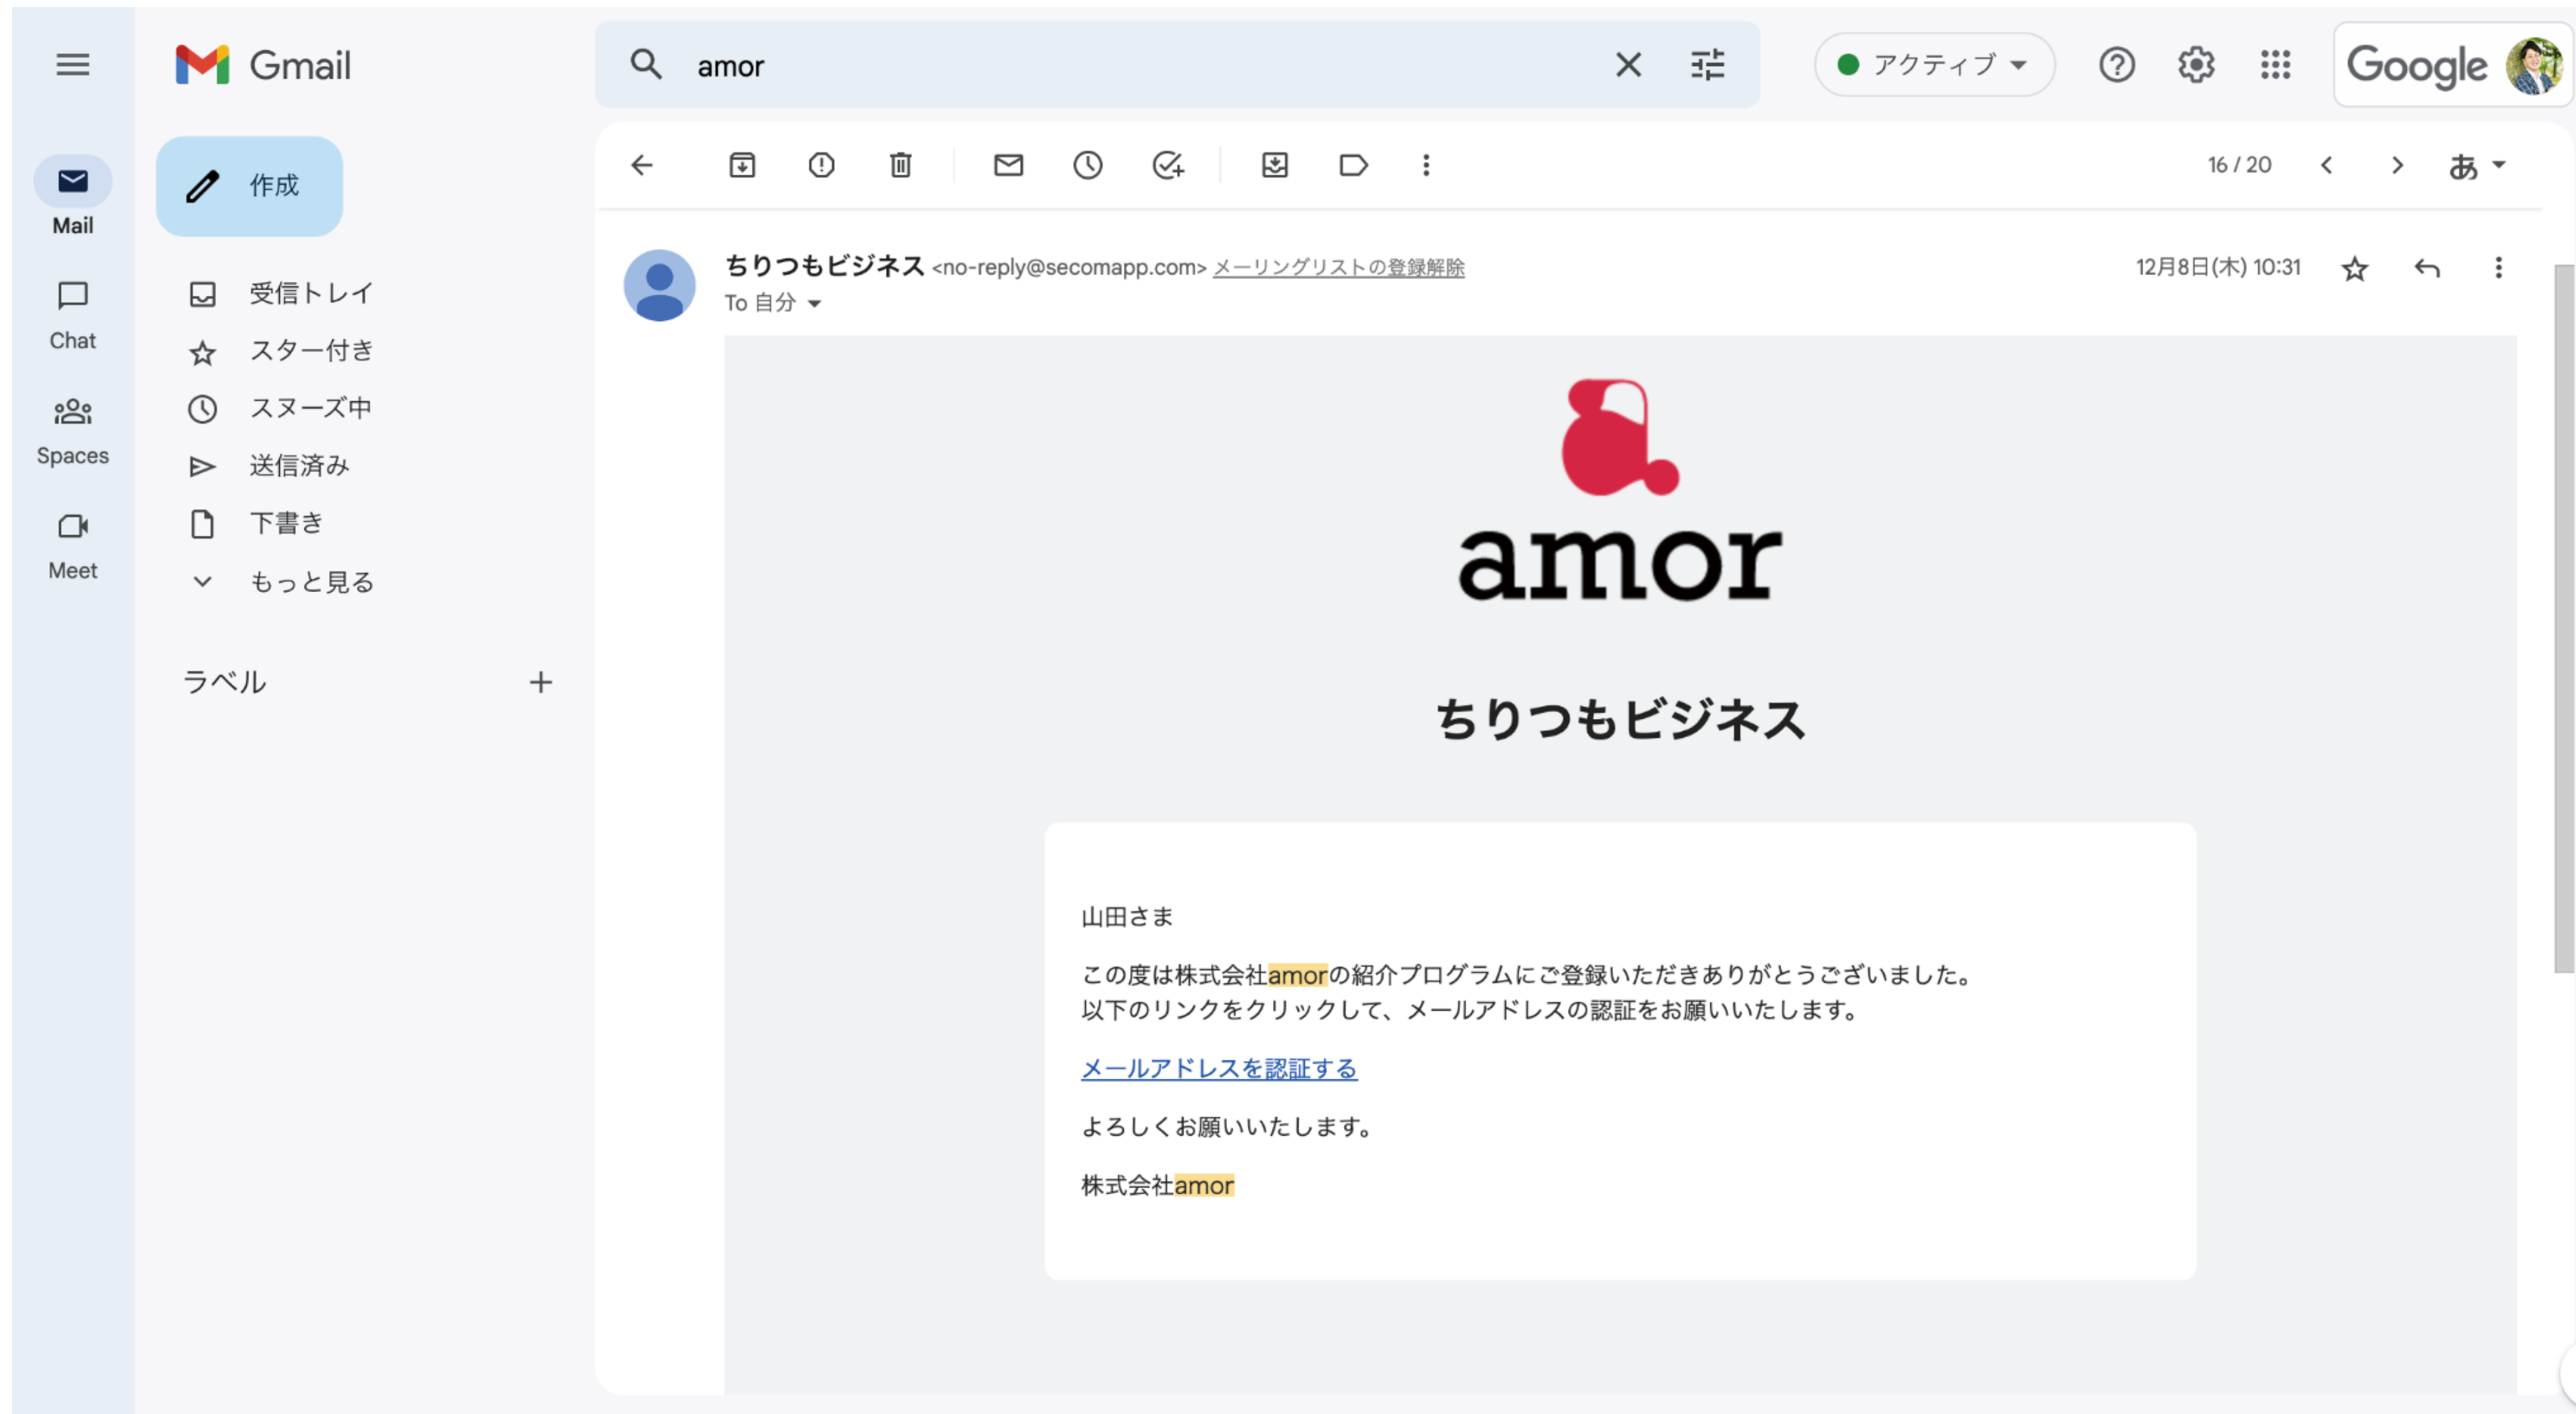 Gmail
amor
アクティブ
Google
Mail
Chat
Spaces
Meet
作成
受信トレイ
スター付き
スヌーズ中
送信済み
下書き
もっと見る
ラベル
16 / 20
あ
ちりつもビジネス <no-reply@secomapp.com> メーリングリストの登録解除
12月8日(木) 10:31
To 自分
amor
ちりつもビジネス
山田さま
この度は株式会社amorの紹介プログラムにご登録いただきありがとうございました。
以下のリンクをクリックして、メールアドレスの認証をお願いいたします。
メールアドレスを認証する
よろしくお願いいたします。
株式会社amor